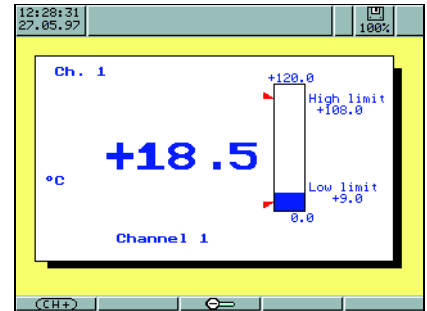 12:28:31
27.05.97
100%
Ch. 1
+120.0
High limit
+108.0
+18.5
°C
Low limit
+9.0
0.0
Channel 1
(CH+)